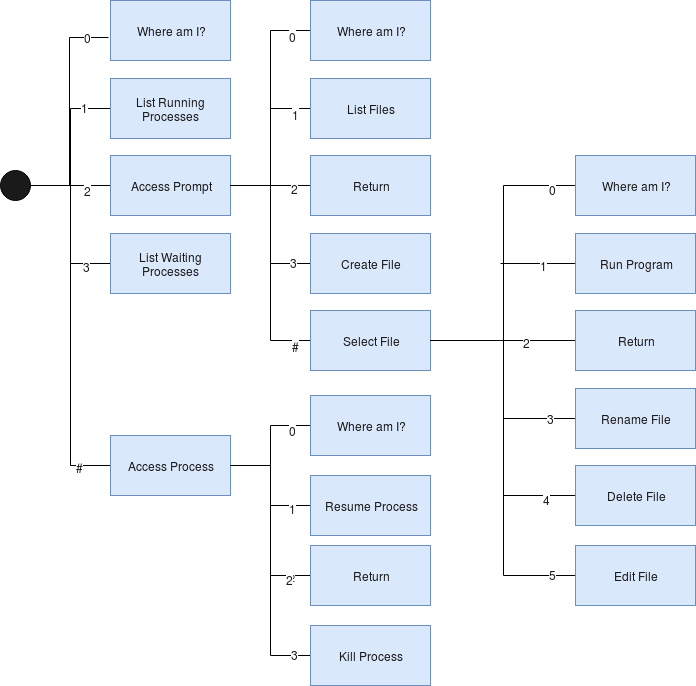 0
Where am I?
1
List Running
Processes
2
Access Prompt
3
List Waiting
Processes
#
Access Process
0
Where am I?
1
List Files
2
Return
3
Create File
#
Select File
0
Where am I?
1
Resume Process
2
Return
3
Kill Process
0
Where am I?
1
Run Program
2
Return
3
Rename File
4
Delete File
5
Edit File